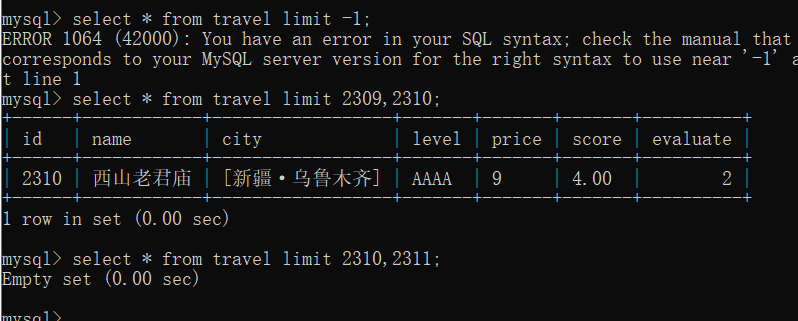 mysql> select * from travel limit -1;
ERROR 1064 (42000): You have an error in your SQL syntax; check the manual that
corresponds to your MySQL server version for the right syntax to use near '-1' a
t line 1
mysql> select * from travel limit 2309,2310;
+------+------------+-------------------+-------+-------+-------+----------+
| id | name | city | level | price | score | evaluate |
+------+------------+-------------------+-------+-------+-------+----------+
| 2310 | 西山老君庙 | [新疆·乌鲁木齐] | AAAA | 9 | 4.00 | 2 |
+------+------------+-------------------+-------+-------+-------+----------+
1 row in set (0.00 sec)
mysql> select * from travel limit 2310,2311;
Empty set (0.00 sec)
mysql>